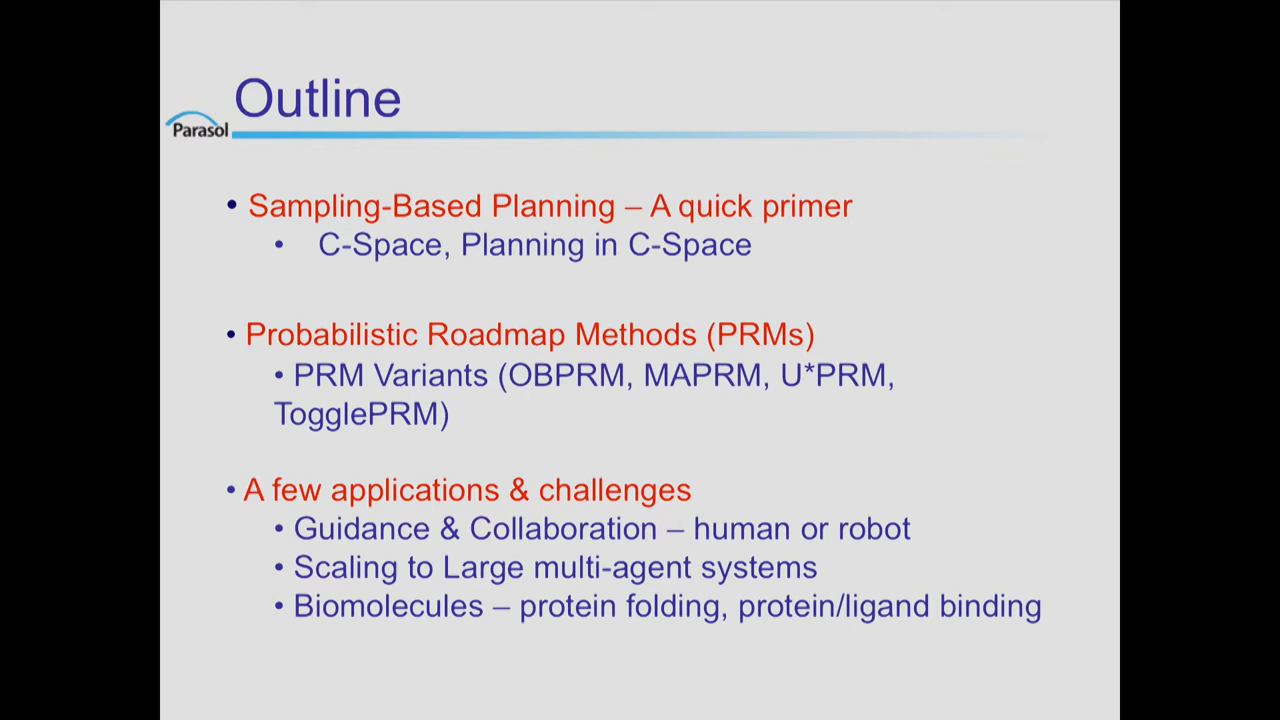 Outline
Parasol
• Sampling-Based Planning – A quick primer
• C-Space, Planning in C-Space
• Probabilistic Roadmap Methods (PRMs)
• PRM Variants (OBPRM, MAPRM, U*PRM,
TogglePRM)
• A few applications & challenges
• Guidance & Collaboration – human or robot
• Scaling to Large multi-agent systems
• Biomolecules – protein folding, protein/ligand binding